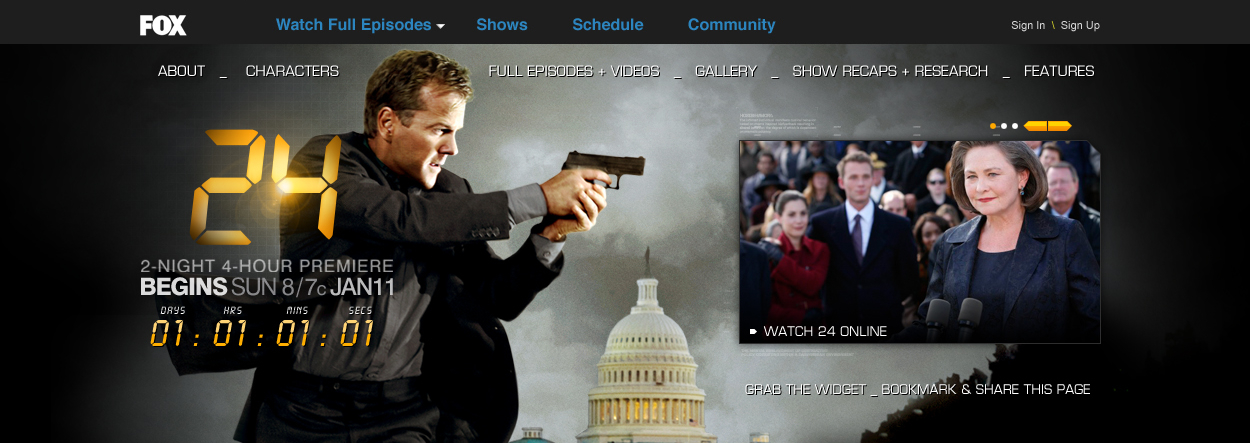 FOX
Watch Full Episodes Shows Schedule Community
Sign In \ Sign Up
ABOUT _ CHARACTERS
FULL EPISODES + VIDEOS _ GALLERY _ SHOW RECAPS + RESEARCH _ FEATURES
24
2-NIGHT 4-HOUR PREMIERE
BEGINS SUN 8/7c JAN11
DAYS HRS MINS SECS
01 : 01 : 01 : 01
WATCH 24 ONLINE
GRAB THE WIDGET _ BOOKMARK & SHARE THIS PAGE